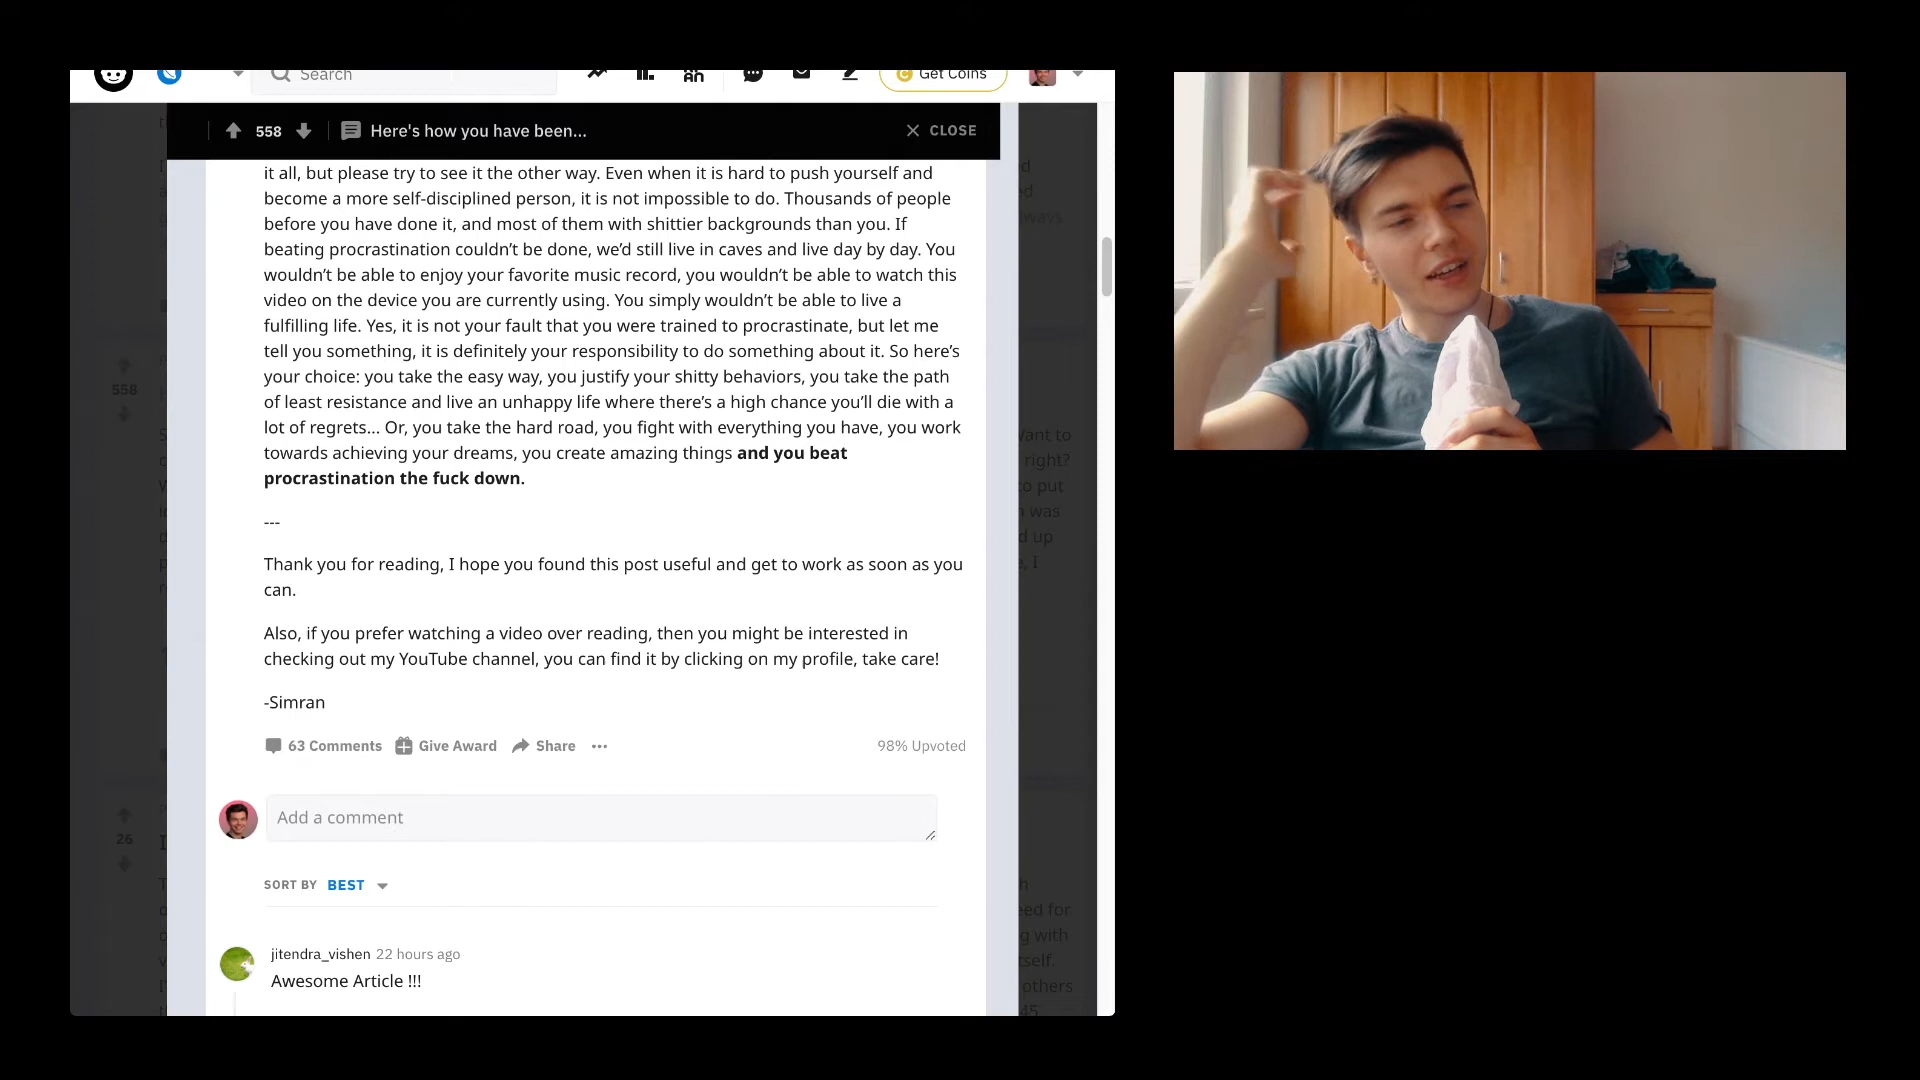 Search
Get Coins
558
Here's how you have been...
CLOSE
it all, but please try to see it the other way. Even when it is hard to push yourself and
become a more self-disciplined person, it is not impossible to do. Thousands of people
before you have done it, and most of them with shittier backgrounds than you. If
beating procrastination couldn’t be done, we’d still live in caves and live day by day. You
wouldn’t be able to enjoy your favorite music record, you wouldn’t be able to watch this
video on the device you are currently using. You simply wouldn’t be able to live a
fulfilling life. Yes, it is not your fault that you were trained to procrastinate, but let me
tell you something, it is definitely your responsibility to do something about it. So here’s
your choice: you take the easy way, you justify your shitty behaviors, you take the path
of least resistance and live an unhappy life where there’s a high chance you’ll die with a
lot of regrets... Or, you take the hard road, you fight with everything you have, you work
towards achieving your dreams, you create amazing things and you beat
procrastination the fuck down.
---
Thank you for reading, I hope you found this post useful and get to work as soon as you
can.
Also, if you prefer watching a video over reading, then you might be interested in
checking out my YouTube channel, you can find it by clicking on my profile, take care!
-Simran
63 Comments Give Award Share ...
98% Upvoted
Add a comment
SORT BY BEST
jitendra_vishen 22 hours ago
Awesome Article !!!
558
26
right?
was
up
with
others